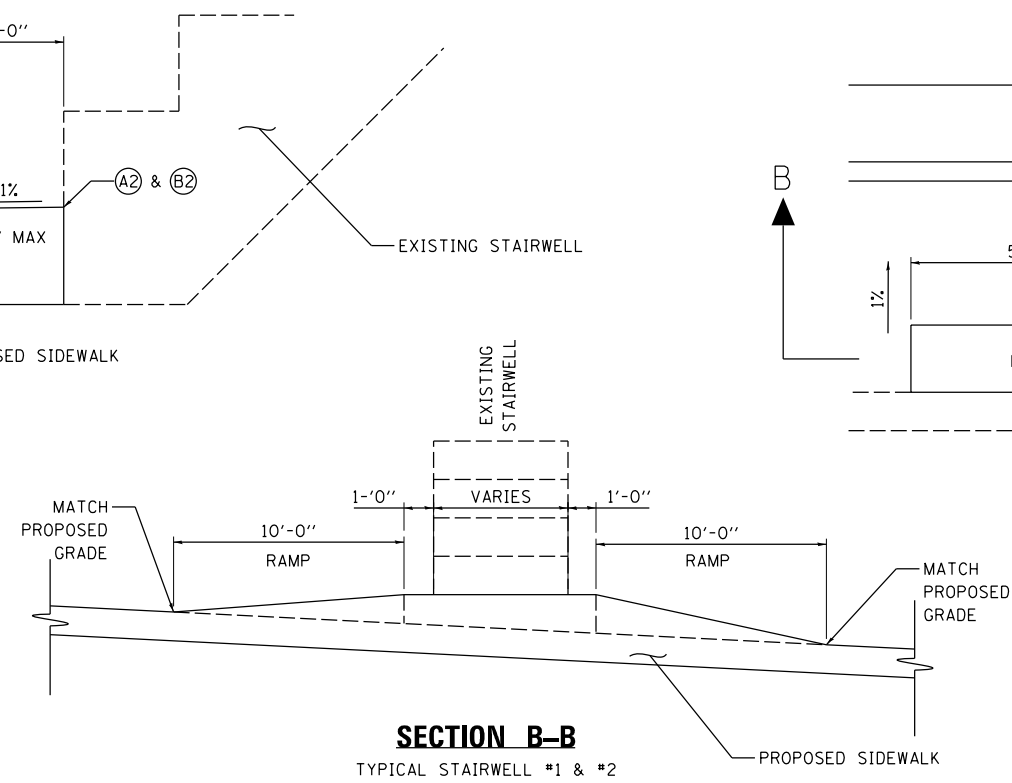 -0"
1%
A2 & B2
MAX
EXISTING STAIRWELL
SED SIDEWALK
B
5
1%
EXISTING
STAIRWELL
MATCH
PROPOSED
GRADE
1-'0"
VARIES
1'-0"
10'-0"
RAMP
10'-0"
RAMP
MATCH
PROPOSED
GRADE
PROPOSED SIDEWALK
SECTION B-B
TYPICAL STAIRWELL #1 & #2